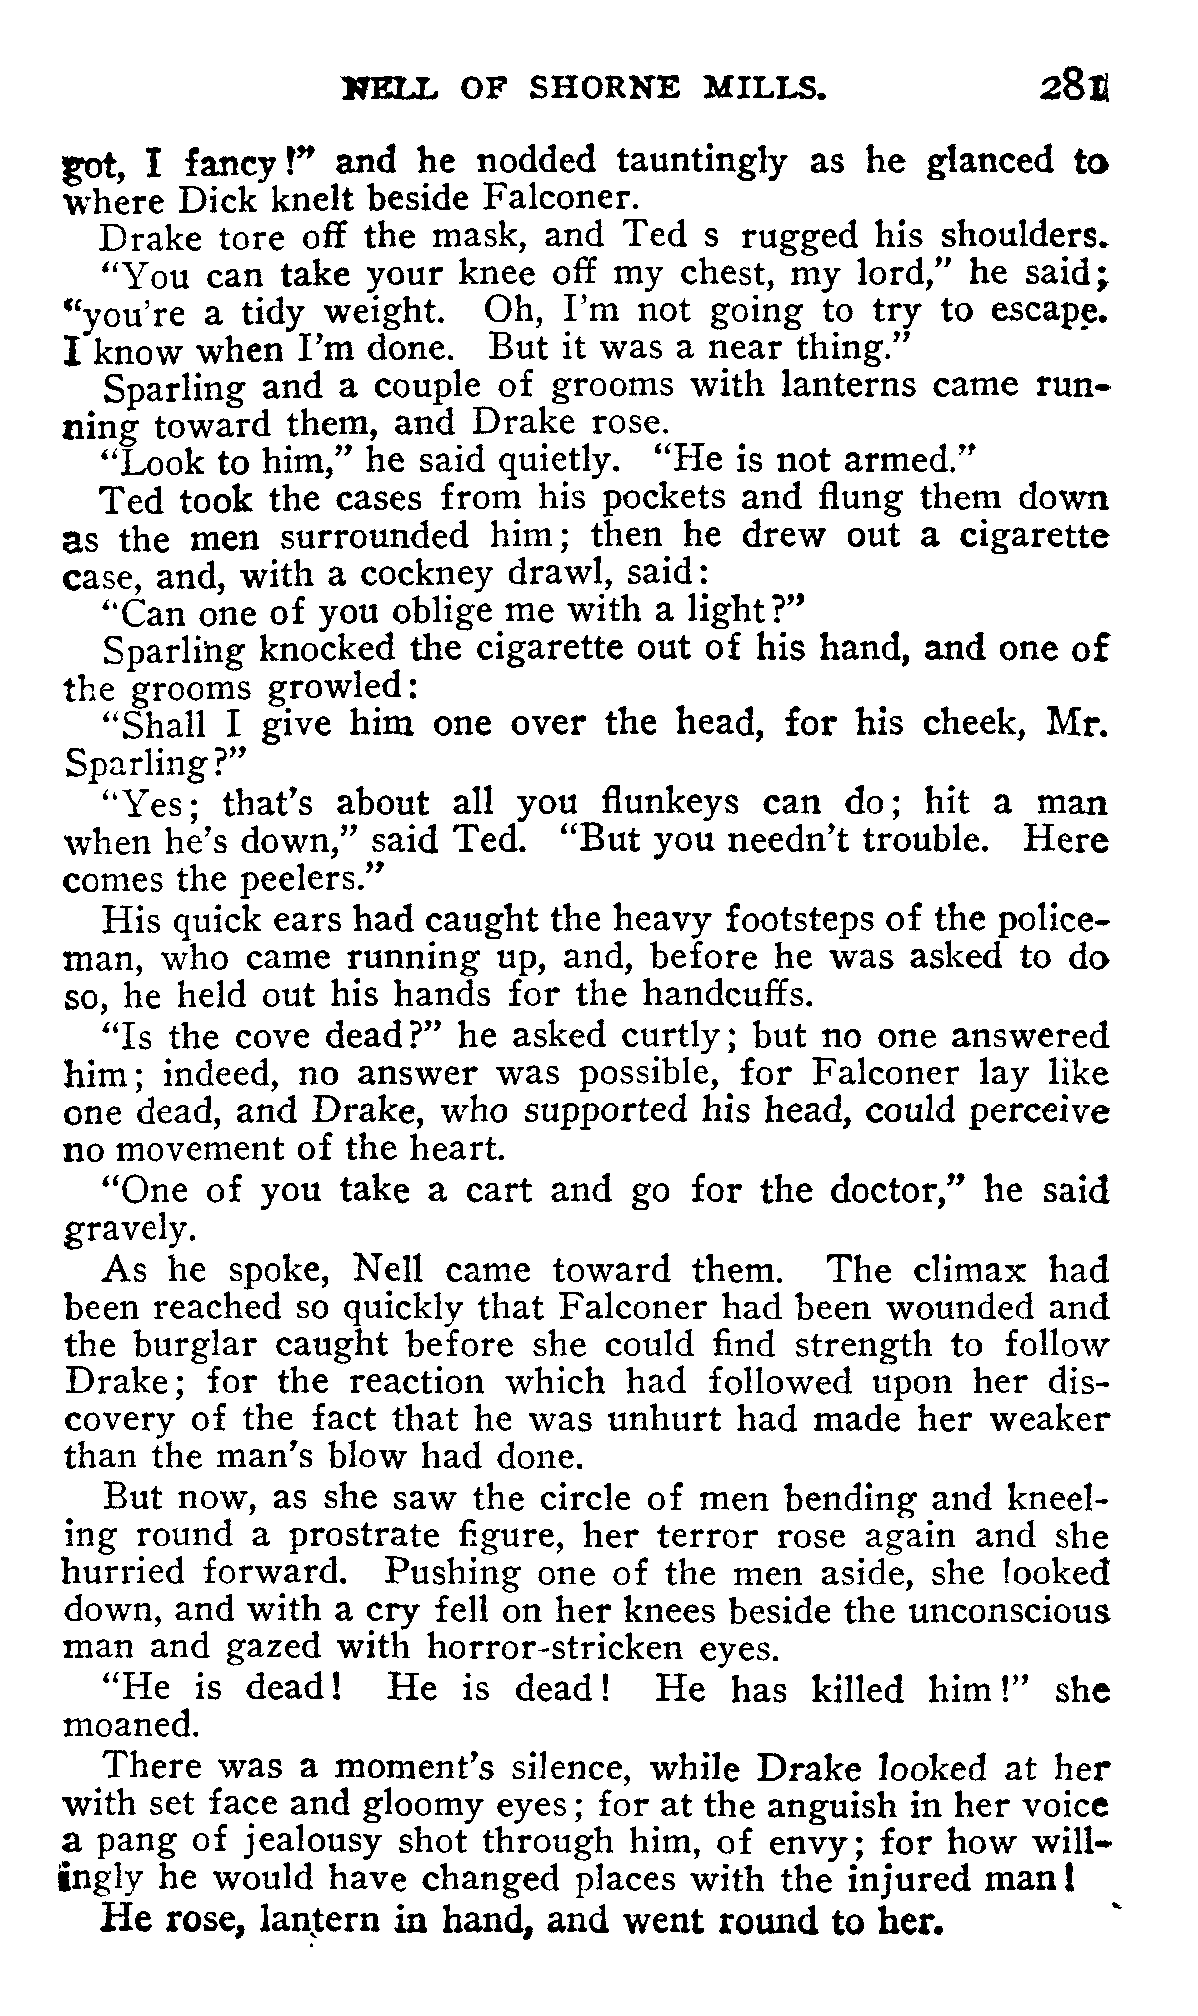 NELL OF SHORNE MILLS. 281
got, I fancy!” and he nodded tauntingly as he glanced to
where Dick knelt beside Falconer.
Drake tore off the mask, and Ted s rugged his shoulders.
“You can take your knee off my chest, my lord,” he said;
“you're a tidy weight. Oh, I'm not going to try to escape.
I know when I'm done. But it was a near thing.”
Sparling and a couple of grooms with lanterns came run-
ning toward them, and Drake rose.
“Look to him,” he said quietly. “He is not armed.”
Ted took the cases from his pockets and flung them down
as the men surrounded him; then he drew out a cigarette
case, and, with a cockney drawl, said:
“Can one of you oblige me with a light?”
Sparling knocked the cigarette out of his hand, and one of
the grooms growled:
“Shall I give him one over the head, for his cheek, Mr.
Sparling?”
“Yes; that's about all you flunkeys can do; hit a man
when he's down,” said Ted. “But you needn't trouble. Here
comes the peelers.”
His quick ears had caught the heavy footsteps of the police-
man, who came running up, and, before he was asked to do
so, he held out his hands for the handcuffs.
“Is the cove dead?” he asked curtly; but no one answered
him; indeed, no answer was possible, for Falconer lay like
one dead, and Drake, who supported his head, could perceive
no movement of the heart.
“One of you take a cart and go for the doctor,” he said
gravely.
As he spoke, Nell came toward them. The climax had
been reached so quickly that Falconer had been wounded and
the burglar caught before she could find strength to follow
Drake; for the reaction which had followed upon her dis-
covery of the fact that he was unhurt had made her weaker
than the man's blow had done.
But now, as she saw the circle of men bending and kneel-
ing round a prostrate figure, her terror rose again and she
hurried forward. Pushing one of the men aside, she looked
down, and with a cry fell on her knees beside the unconscious
man and gazed with horror-stricken eyes.
“He is dead! He is dead! He has killed him!” she
moaned.
There was a moment's silence, while Drake looked at her
with set face and gloomy eyes; for at the anguish in her voice
a pang of jealousy shot through him, of envy; for how will-
ingly he would have changed places with the injured man!
He rose, lantern in hand, and went round to her.